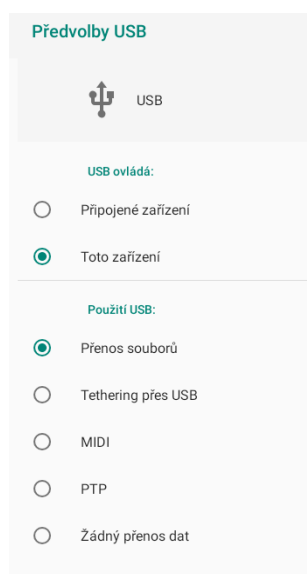 Předvolby USB
USB
USB ovládá:
Připojené zařízení
Toto zařízení
Použití USB:
Přenos souborů
Tethering přes USB
MIDI
PTP
Žádný přenos dat